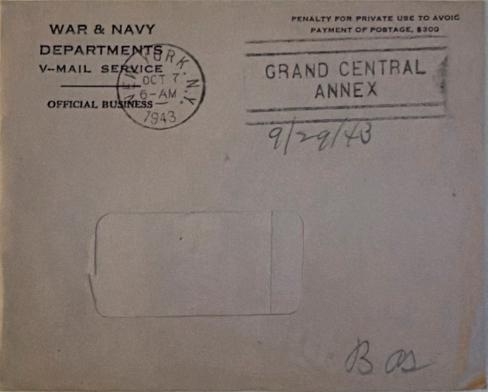 WAR & NAVY
DEPARTMENTS
V--MAIL SERVICE
OFFICIAL BUSINESS
NEW YORK, N.Y.
OCT 7
6-AM
1943
PENALTY FOR PRIVATE USE TO AVOID
PAYMENT OF POSTAGE, $300
GRAND CENTRAL
ANNEX
9/29/43